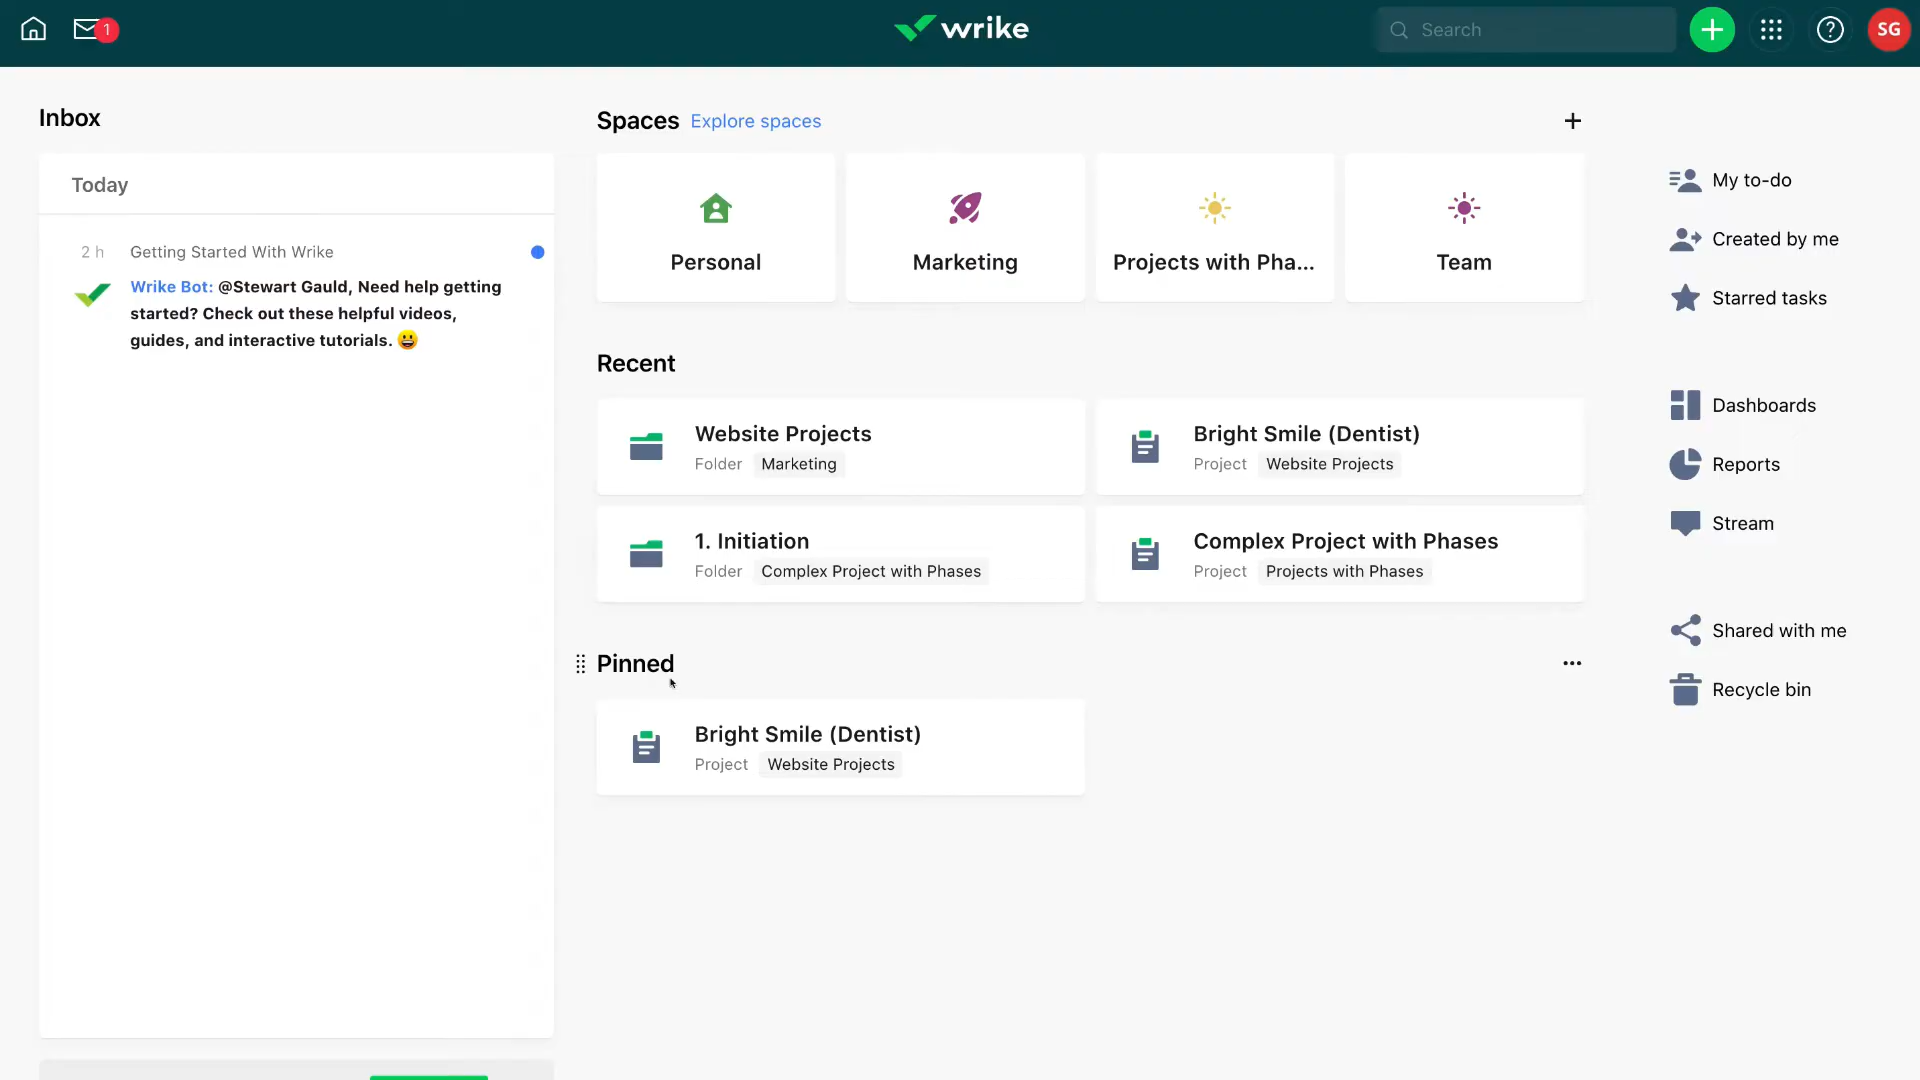 1
wrike
Search
SG
Inbox
Today
2 h
Getting Started With Wrike
Wrike Bot: @Stewart Gauld, Need help getting
started? Check out these helpful videos,
guides, and interactive tutorials. 😀
Spaces
Explore spaces
Personal
Marketing
Projects with Pha...
Team
Recent
Website Projects
Folder Marketing
Bright Smile (Dentist)
Project Website Projects
1. Initiation
Folder Complex Project with Phases
Complex Project with Phases
Project Projects with Phases
Pinned
Bright Smile (Dentist)
Project Website Projects
My to-do
Created by me
Starred tasks
Dashboards
Reports
Stream
Shared with me
Recycle bin